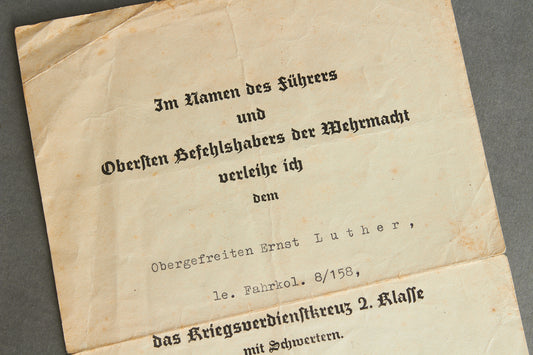 Im Namen des Führers
und
Obersten Befehlshabers der Wehrmacht
verleihe ich
dem
Obergefreiten Ernst L u t h e r ,
le. Fahrkol. 8/158,
das Kriegsverdienstkreuz 2. Klasse
mit Schwertern.